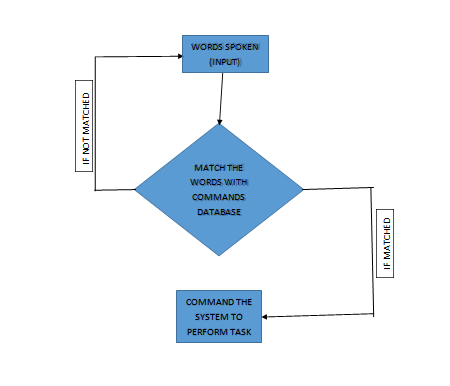 WORDS SPOKEN
(INPUT)
IF NOT MATCHED
MATCH THE
WORDS WITH
COMMANDS
DATABASE
IF MATCHED
COMMAND THE
SYSTEM TO
PERFORM TASK